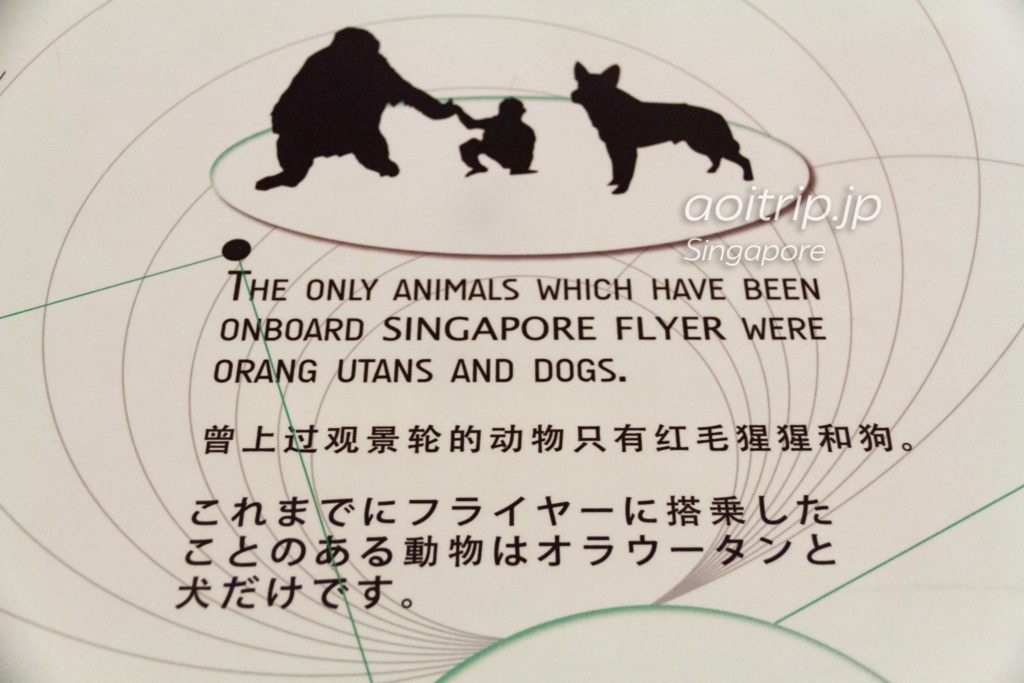 aoitrip.jp
Singapore
THE ONLY ANIMALS WHICH HAVE BEEN
ONBOARD SINGAPORE FLYER WERE
ORANG UTANS AND DOGS.
曾上过观景轮的动物只有红毛猩猩和狗。
これまでにフライヤーに搭乗した
ことのある動物はオラウータンと
犬だけです。